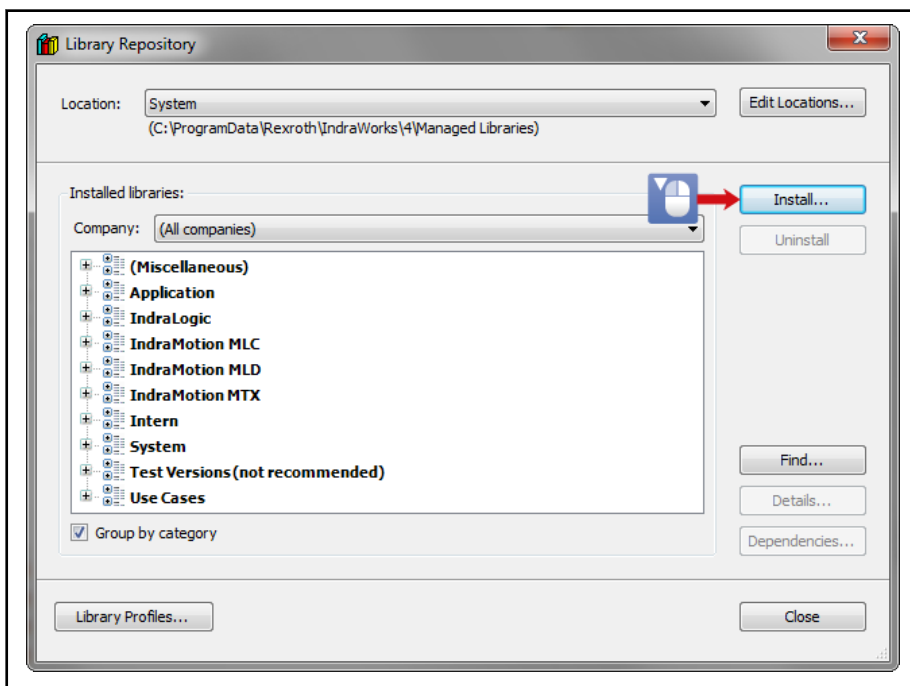 Library Repository
Location: System Edit Locations...
(C:\ProgramData\Rexroth\IndraWorks\4\Managed Libraries)
Installed libraries:
Install...
Company: (All companies)
Uninstall
(Miscellaneous)
Application
IndraLogic
IndraMotion MLC
IndraMotion MLD
IndraMotion MTX
Intern
System
Test Versions(not recommended)
Use Cases
Find...
Details...
Group by category
Dependencies...
Library Profiles... Close